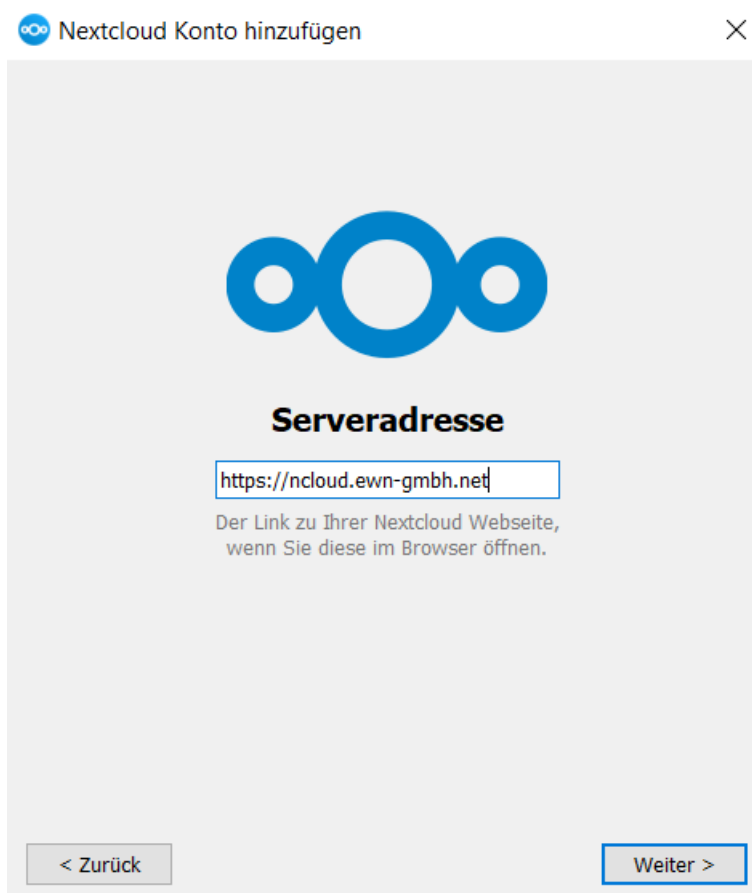 Nextcloud Konto hinzufügen
Serveradresse
https://ncloud.ewn-gmbh.net
Der Link zu Ihrer Nextcloud Webseite,
wenn Sie diese im Browser öffnen.
< Zurück
Weiter >